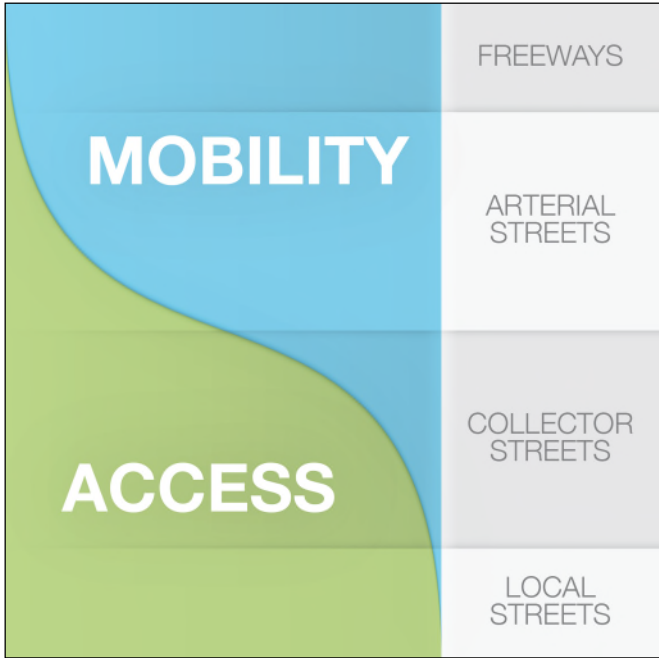 FREEWAYS
MOBILITY
ARTERIAL
STREETS
COLLECTOR
STREETS
ACCESS
LOCAL
STREETS